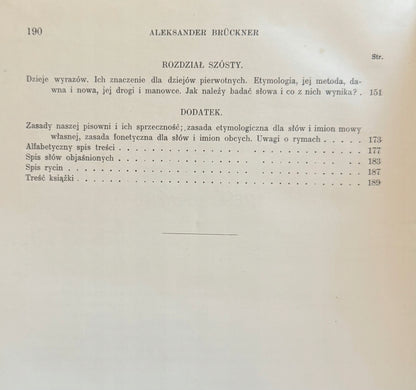 190 ALEKSANDER BRÜCKNER
Str.
ROZDZIAŁ SZÓSTY.
Dzieje wyrazów. Ich znaczenie dla dziejów pierwotnych. Etymologia, jej metoda, da-
wna i nowa, jej drogi i manowce. Jak należy badać słowa i co z nich wynika? . 151
DODATEK.
Zasady naszej pisowni i ich sprzeczność; zasada etymologiczna dla słów i imion mowy
własnej, zasada fonetyczna dla słów i imion obcych. Uwagi o rymach . . . . . 173
Alfabetyczny spis treści . . . . . . . . . . . . . . . . . . . . . . . 177
Spis słów objaśnionych . . . . . . . . . . . . . . . . . . . . . . . 183
Spis rycin . . . . . . . . . . . . . . . . . . . . . . . . . . . . . 187
Treść książki . . . . . . . . . . . . . . . . . . . . . . . . . . . . 189